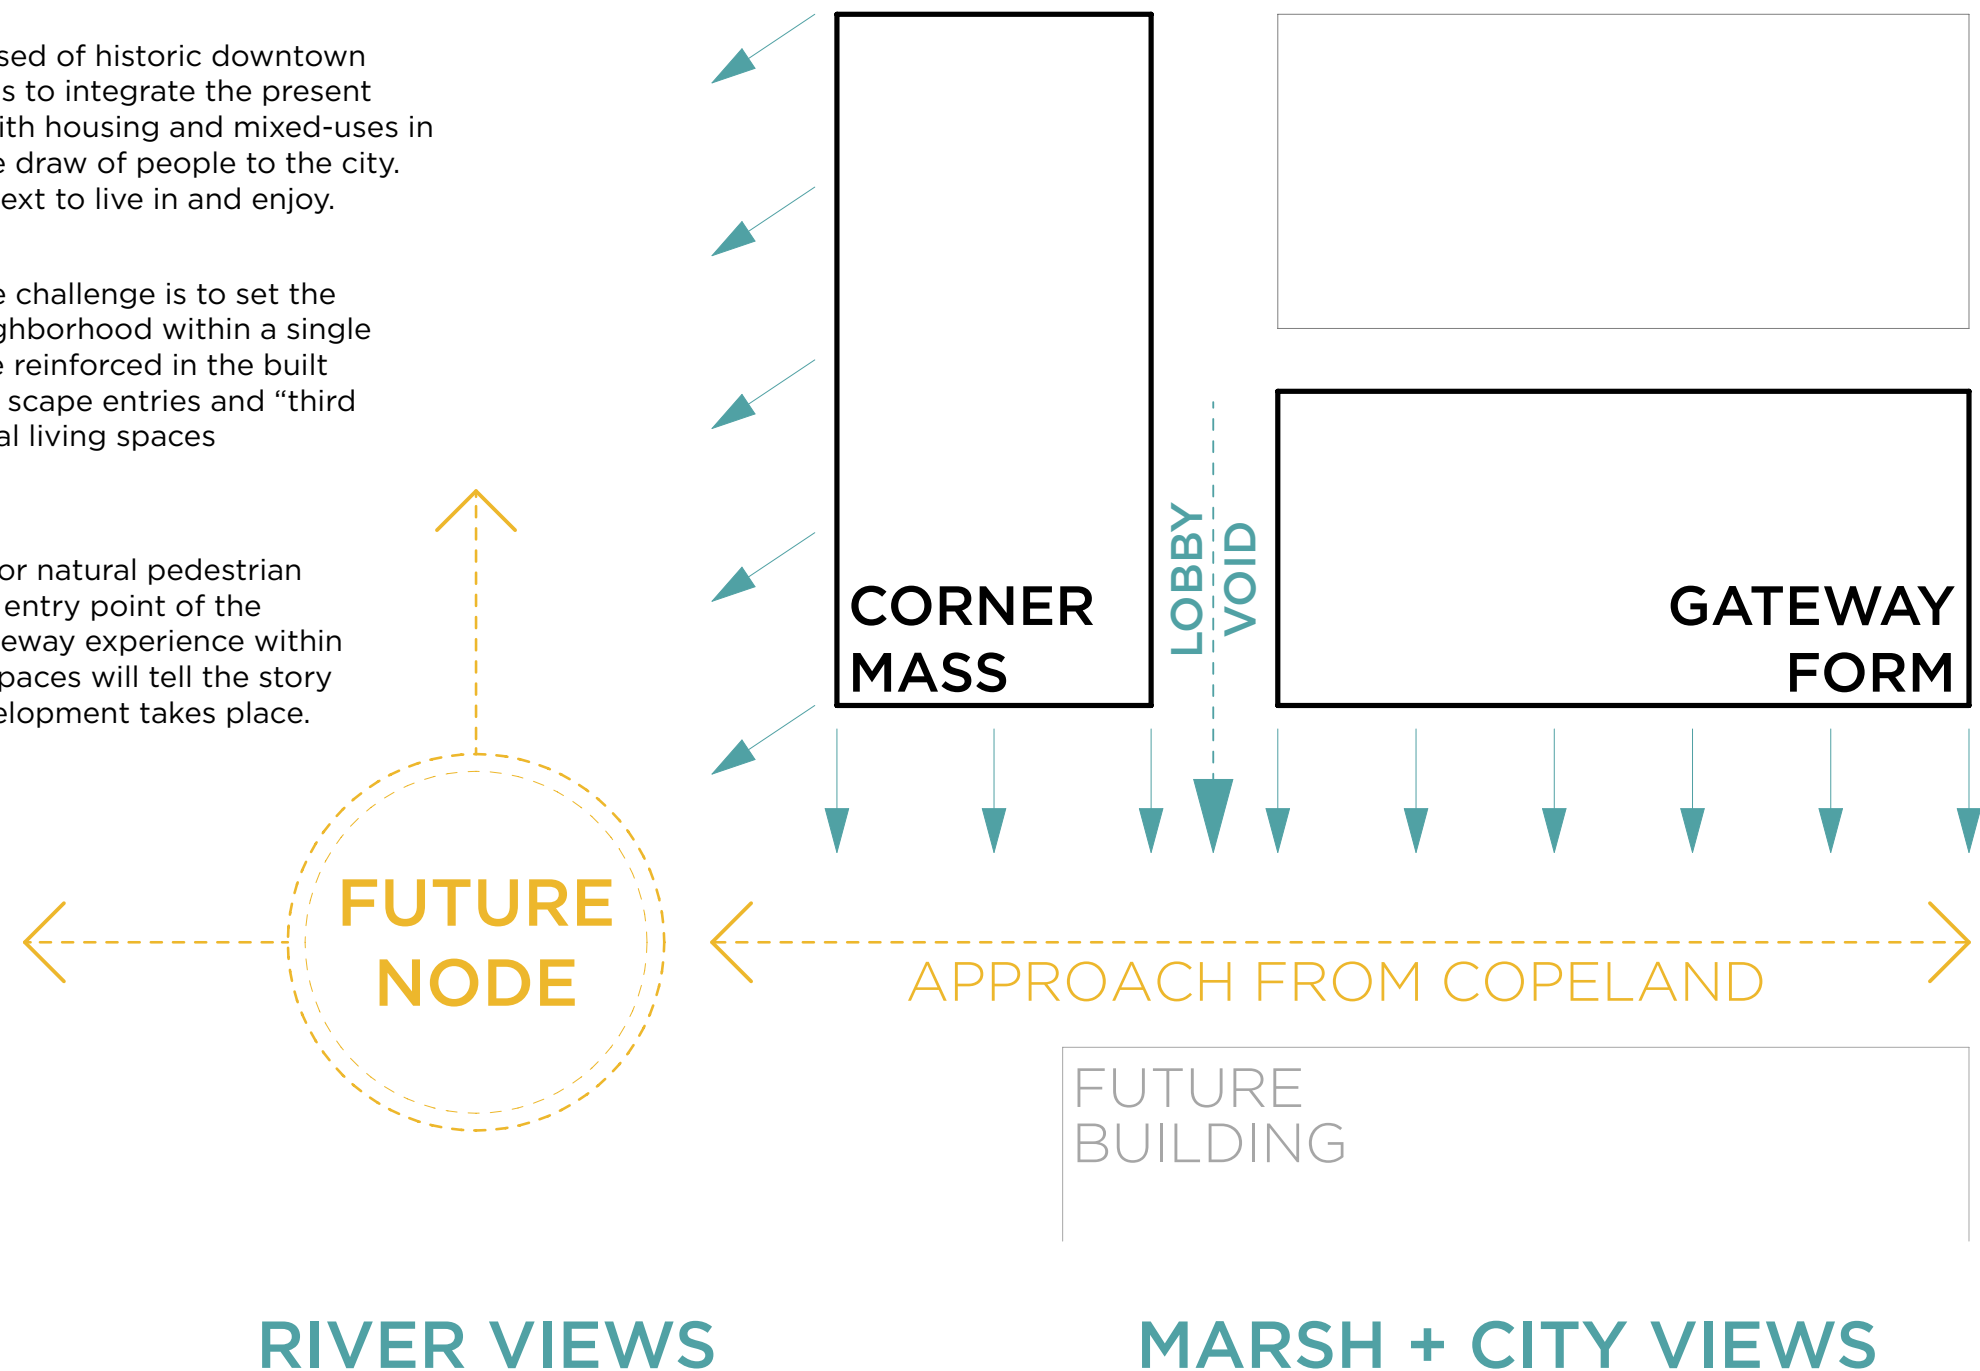 sed of historic downtown
s to integrate the present
ith housing and mixed-uses in
e draw of people to the city.
ext to live in and enjoy.
e challenge is to set the
ghborhood within a single
e reinforced in the built
scape entries and “third
al living spaces
or natural pedestrian
entry point of the
eway experience within
paces will tell the story
elopment takes place.
CORNER
MASS
LOBBY
VOID
GATEWAY
FORM
FUTURE
NODE
APPROACH FROM COPELAND
FUTURE
BUILDING
RIVER VIEWS
MARSH + CITY VIEWS